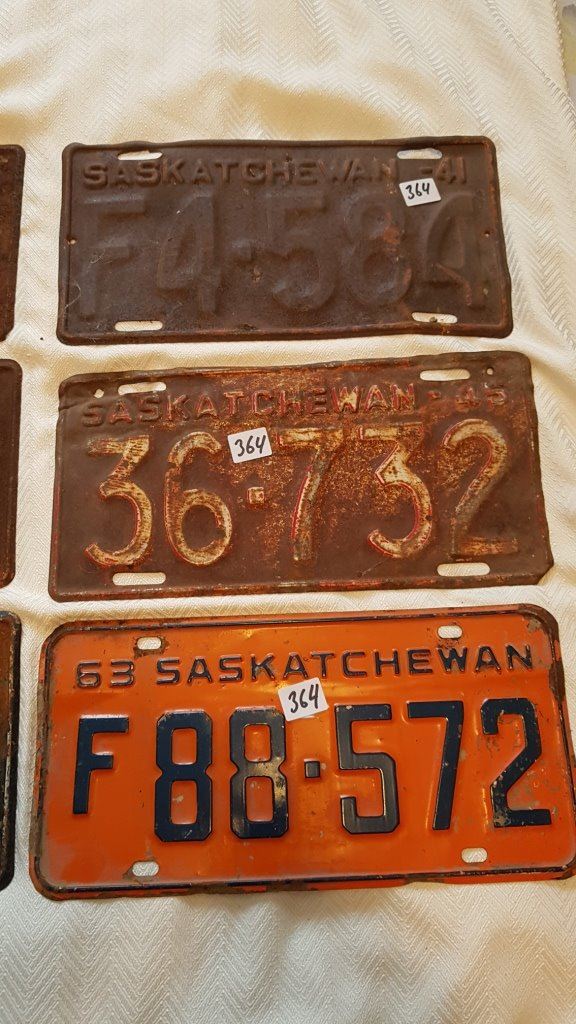 SASKATCHEWAN 41
364
F4·584
SASKATCHEWAN-45
364
36·732
63 SASKATCHEWAN
364
F88·572